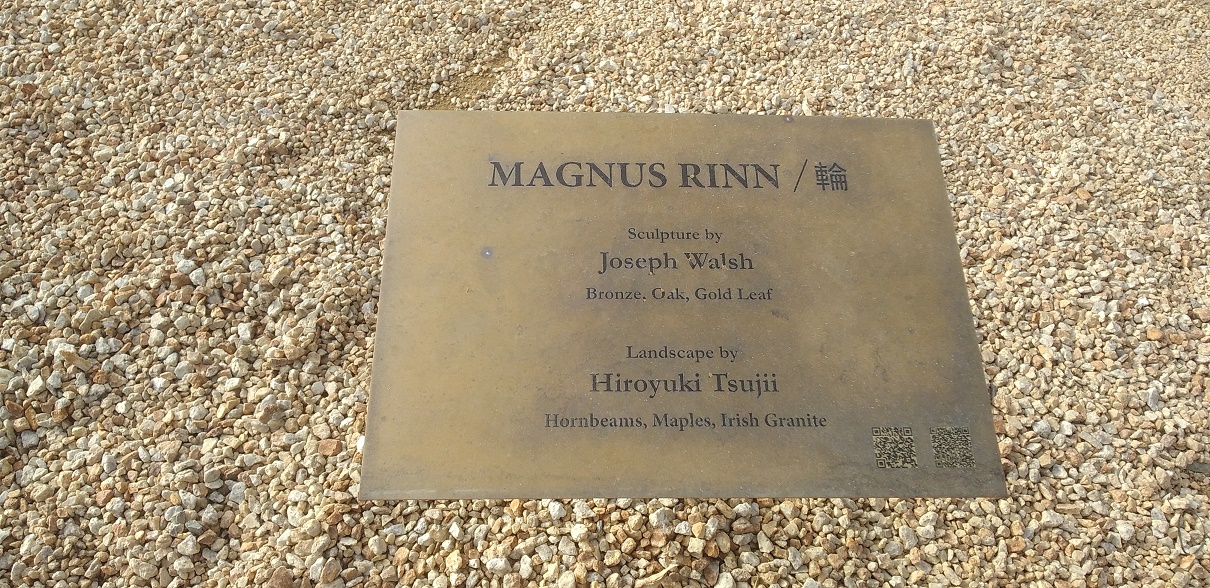 MAGNUS RINN / 輪
Sculpture by
Joseph Walsh
Bronze, Oak, Gold Leaf
Landscape by
Hiroyuki Tsujii
Hornbeams, Maples, Irish Granite